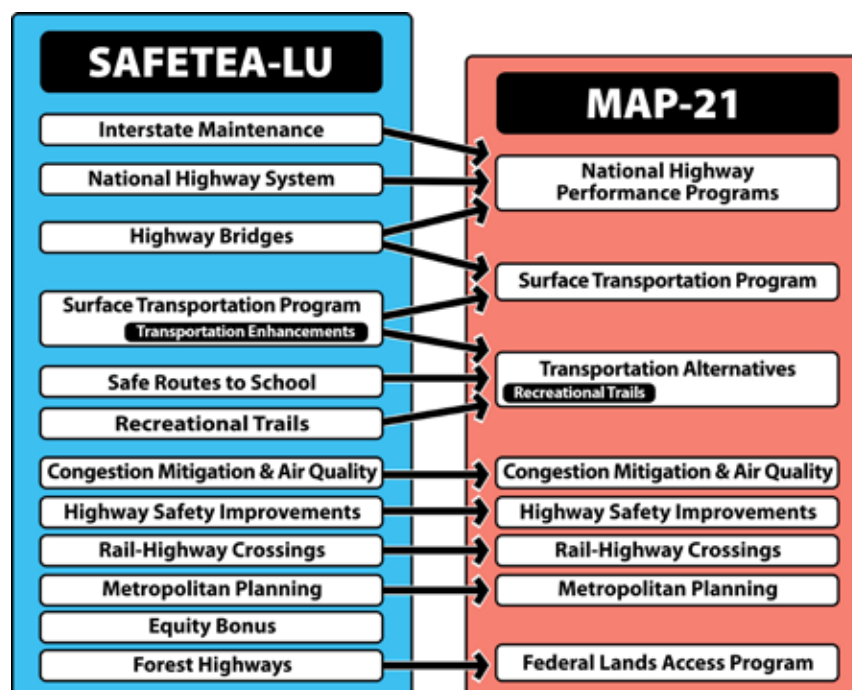 SAFETEA-LU
Interstate Maintenance
National Highway System
Highway Bridges
Surface Transportation Program
Transportation Enhancements
Safe Routes to School
Recreational Trails
Congestion Mitigation & Air Quality
Highway Safety Improvements
Rail-Highway Crossings
Metropolitan Planning
Equity Bonus
Forest Highways
MAP-21
National Highway
Performance Programs
Surface Transportation Program
Transportation Alternatives
Recreational Trails
Congestion Mitigation & Air Quality
Highway Safety Improvements
Rail-Highway Crossings
Metropolitan Planning
Federal Lands Access Program